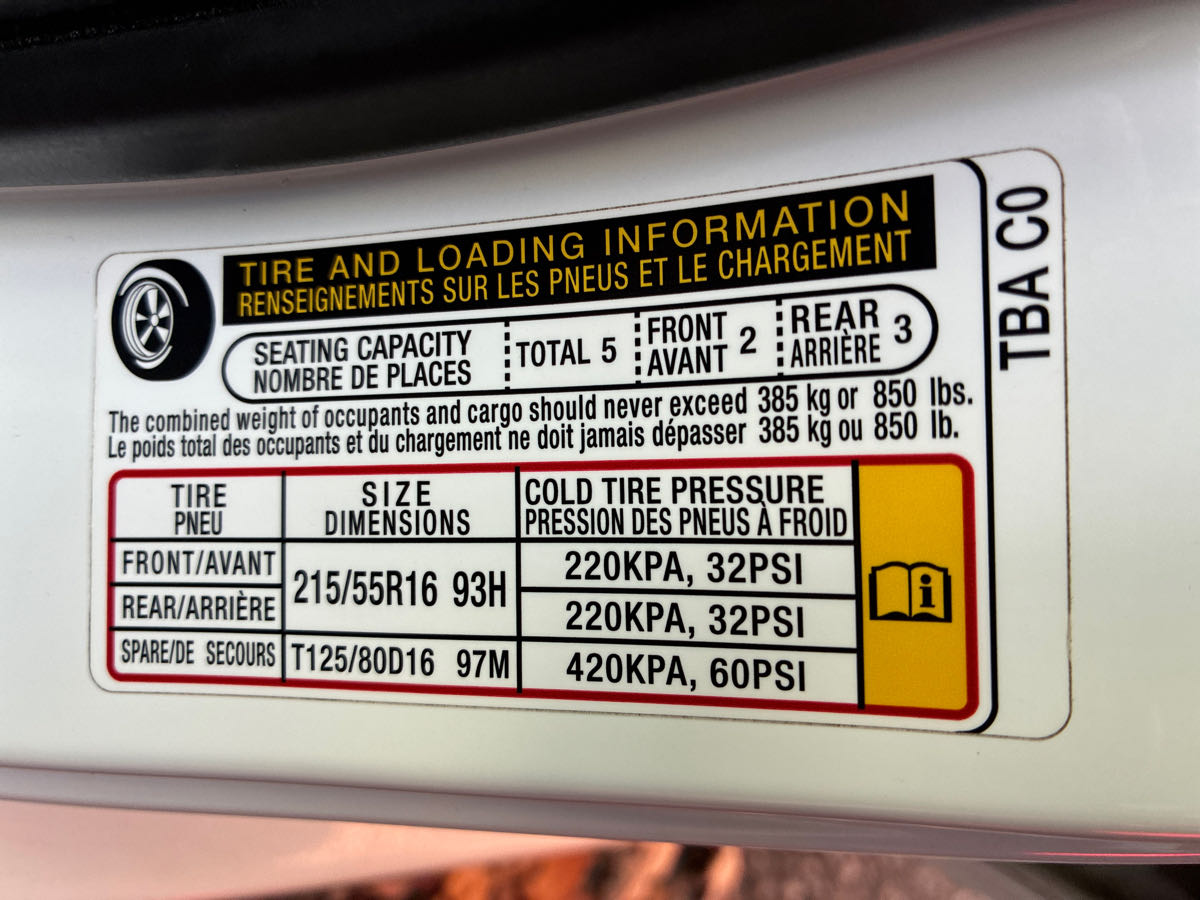 TIRE AND LOADING INFORMATION
RENSEIGNEMENTS SUR LES PNEUS ET LE CHARGEMENT
SEATING CAPACITY
NOMBRE DE PLACES
TOTAL 5
FRONT
AVANT
2
REAR
ARRIÈRE
3
The combined weight of occupants and cargo should never exceed 385 kg or 850 lbs.
Le poids total des occupants et du chargement ne doit jamais dépasser 385 kg ou 850 lb.
TIRE
PNEU
SIZE
DIMENSIONS
COLD TIRE PRESSURE
PRESSION DES PNEUS À FROID
FRONT/AVANT
215/55R16 93H
220KPA, 32PSI
REAR/ARRIÈRE
220KPA, 32PSI
SPARE/DE SECOURS
T125/80D16 97M
420KPA, 60PSI
TBA C0